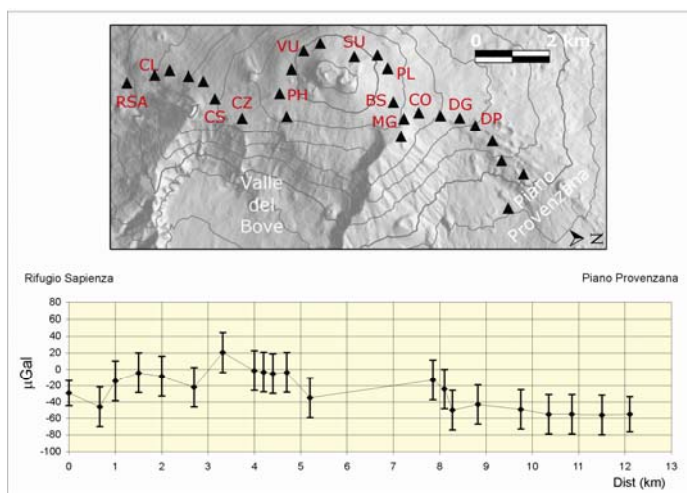 0 2 km
VU SU
CL PL
RSA PH BS CO DG
CS CZ MG DP
Valle
del
Bove
Piano
Provenzana
N
Rifugio Sapienza Piano Provenzana
µGal
80
60
40
20
0
-20
-40
-60
-80
-100
0 1 2 3 4 5 6 7 8 9 10 11 12 13
Dist (km)